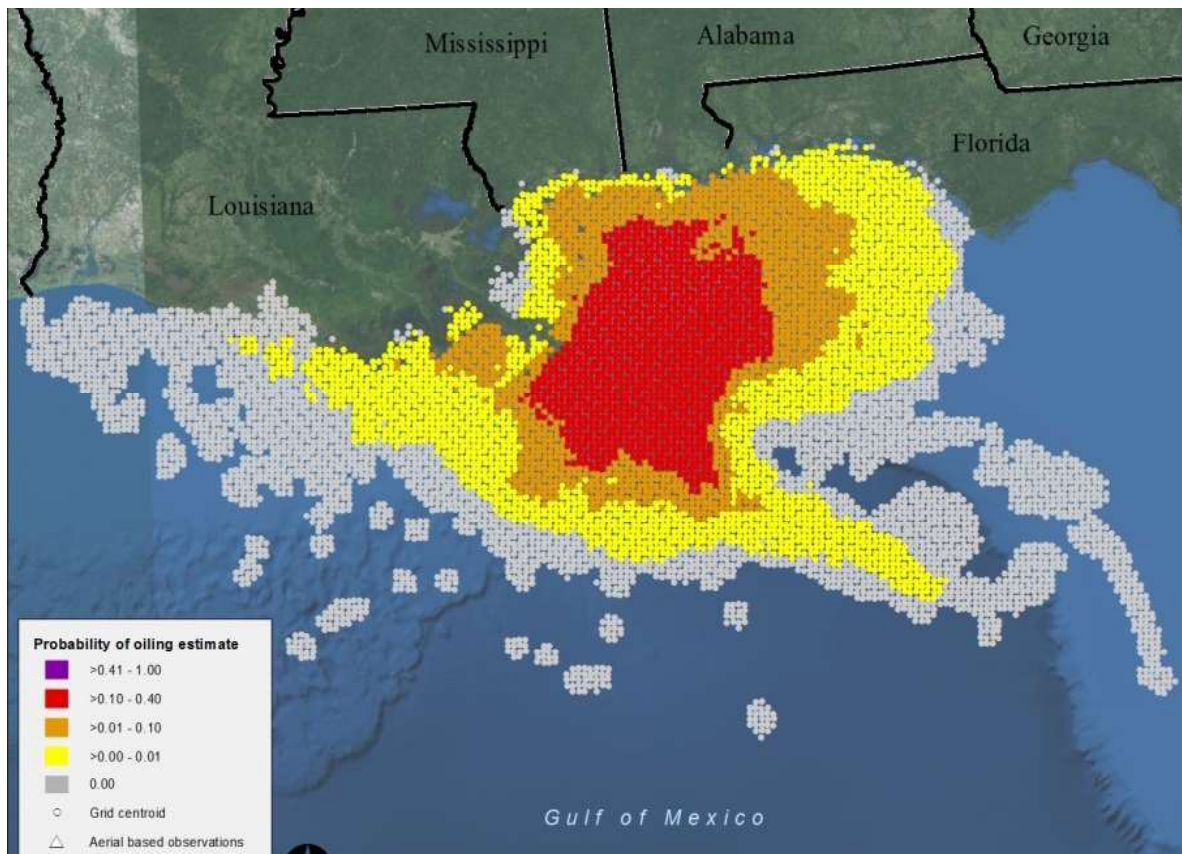 Mississippi
Alabama
Georgia
Florida
Louisiana
Probability of oiling estimate
>0.41 - 1.00
>0.10 - 0.40
>0.01 - 0.10
>0.00 - 0.01
0.00
Grid centroid
Aerial based observations
Gulf of Mexico